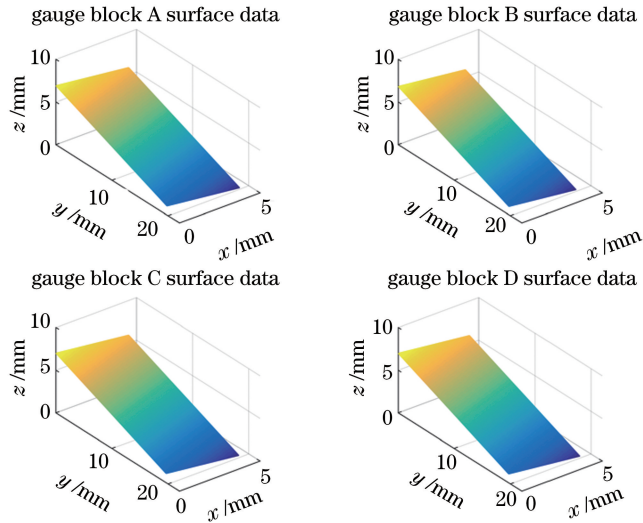 gauge block A surface data
10
5
0
z /mm
10
20
y /mm
0
5
x /mm
gauge block B surface data
10
5
0
z /mm
10
20
y /mm
0
5
x /mm
gauge block C surface data
10
5
0
z /mm
10
20
y /mm
0
5
x /mm
gauge block D surface data
10
5
0
z /mm
10
20
y /mm
0
5
x /mm